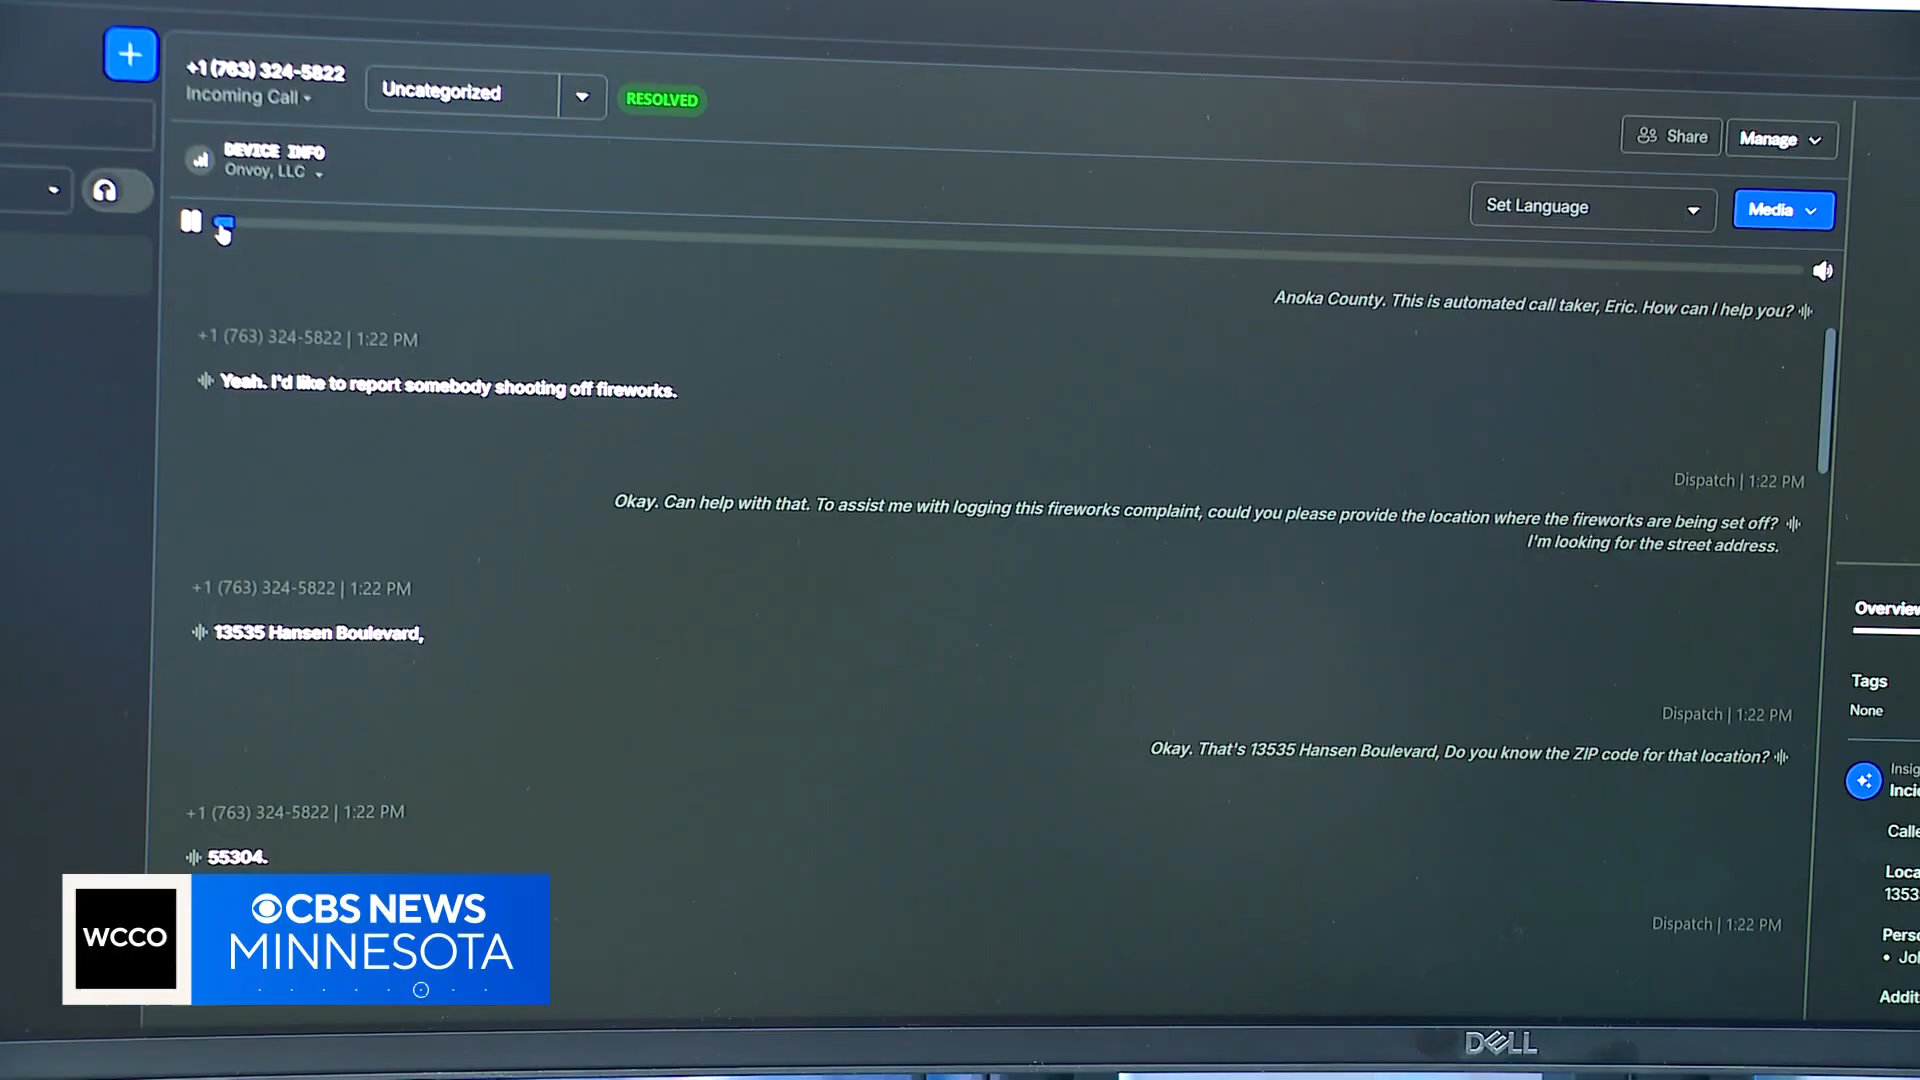 +1 (763) 324-5822
Incoming Call
Uncategorized
RESOLVED
Share
Manage
DEVICE INFO
Onvoy, LLC
Set Language
Media
Anoka County. This is automated call taker, Eric. How can I help you?
+1 (763) 324-5822 | 1:22 PM
Yeah. I'd like to report somebody shooting off fireworks.
Dispatch | 1:22 PM
Okay. Can help with that. To assist me with logging this fireworks complaint, could you please provide the location where the fireworks are being set off?
I'm looking for the street address.
+1 (763) 324-5822 | 1:22 PM
13535 Hansen Boulevard,
Dispatch | 1:22 PM
Okay. That's 13535 Hansen Boulevard, Do you know the ZIP code for that location?
+1 (763) 324-5822 | 1:22 PM
55304.
Dispatch | 1:22 PM
Overview
Tags
None
WCCO
CBS NEWS
MINNESOTA
DELL